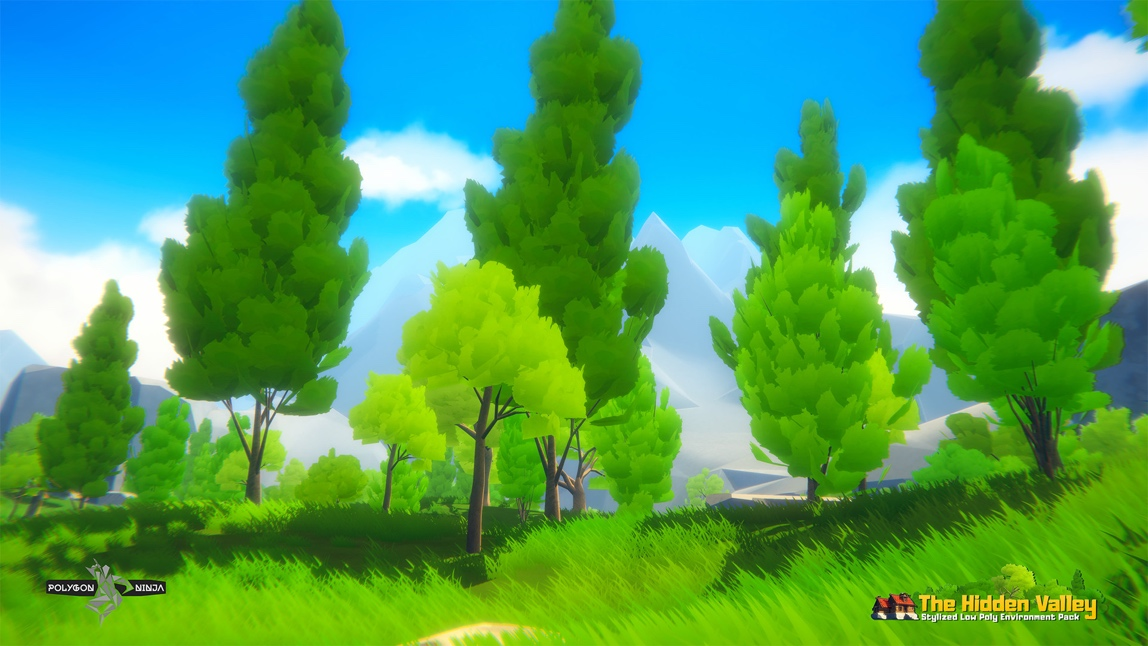 POLYGON NINJA
The Hidden Valley
Stylized Low Poly Environment Pack